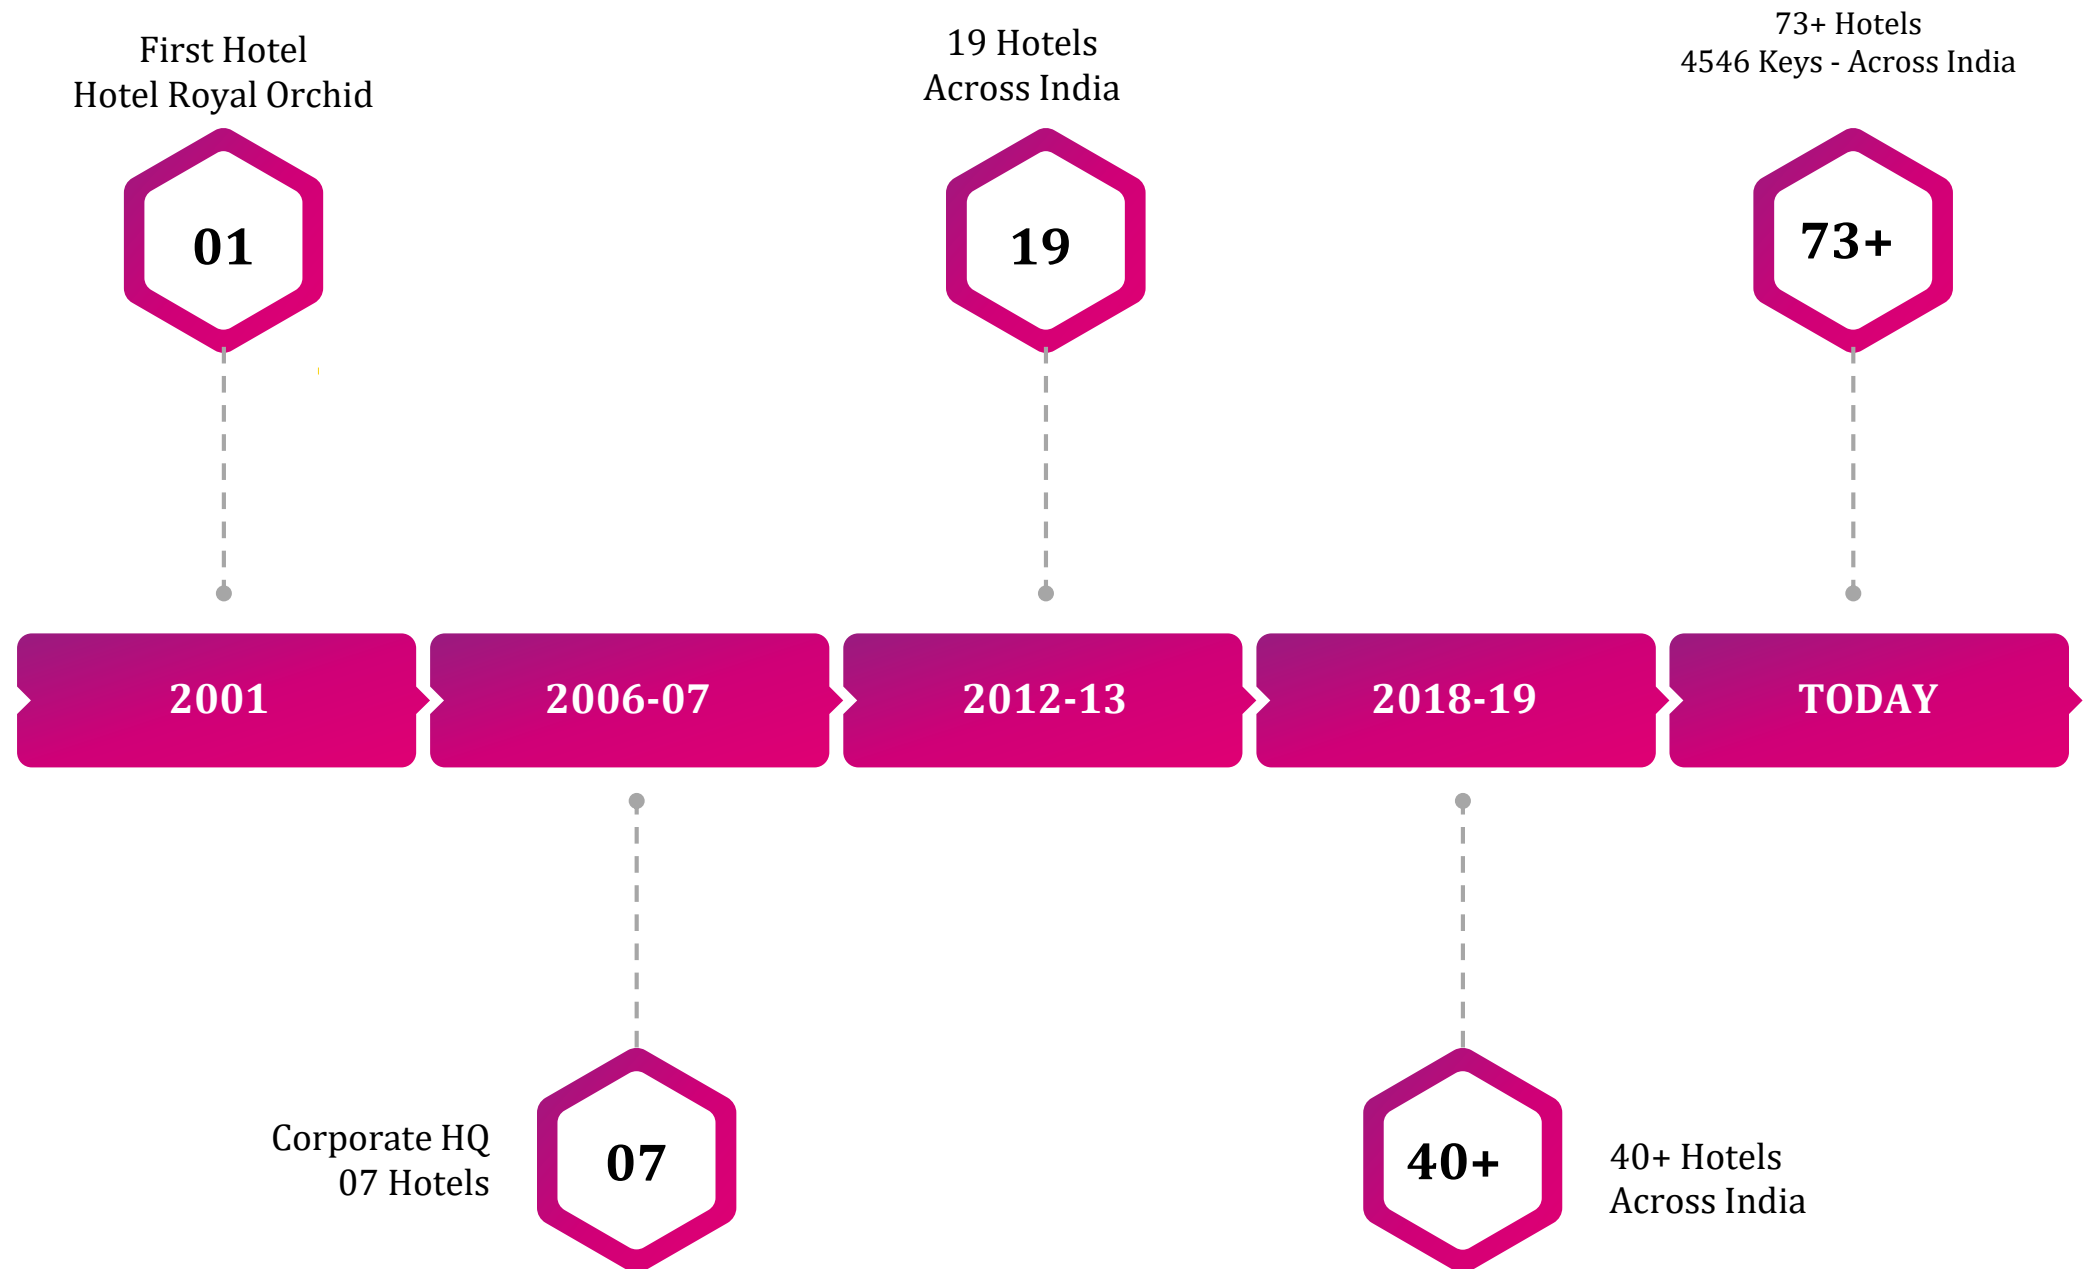 First Hotel
Hotel Royal Orchid
01
19 Hotels
Across India
19
73+ Hotels
4546 Keys - Across India
73+
2001
2006-07
2012-13
2018-19
TODAY
Corporate HQ
07 Hotels
07
40+
40+ Hotels
Across India